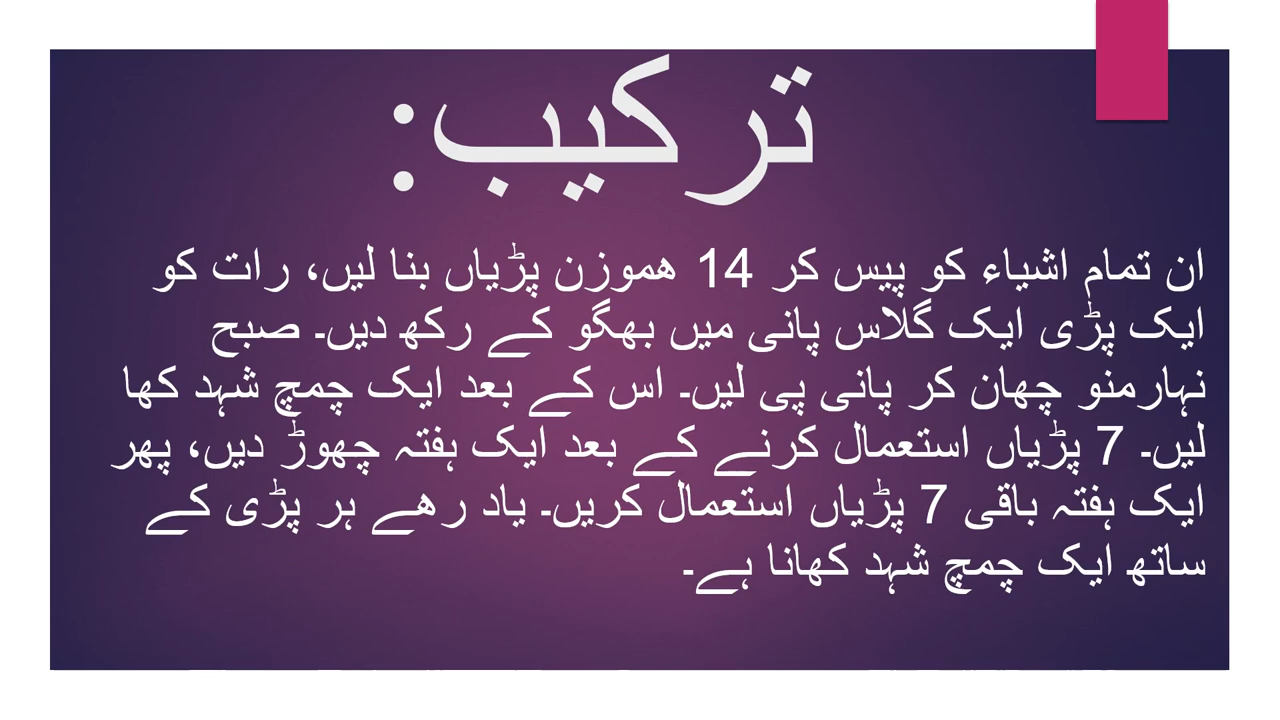 ترکیب:
ان تمام اشیاء کو پیس کر 14 ھموزن پڑیاں بنا لیں، رات کو
ایک پڑی ایک گلاس پانی میں بھگو کے رکھ دیں۔ صبح
نہارمنو چھان کر پانی پی لیں۔ اس کے بعد ایک چمچ شہد کھا
لیں۔ 7 پڑیاں استعمال کرنے کے بعد ایک ہفتہ چھوڑ دیں، پھر
ایک ہفتہ باقی 7 پڑیاں استعمال کریں۔ یاد رھے ہر پڑی کے
ساتھ ایک چمچ شہد کھانا ہے۔